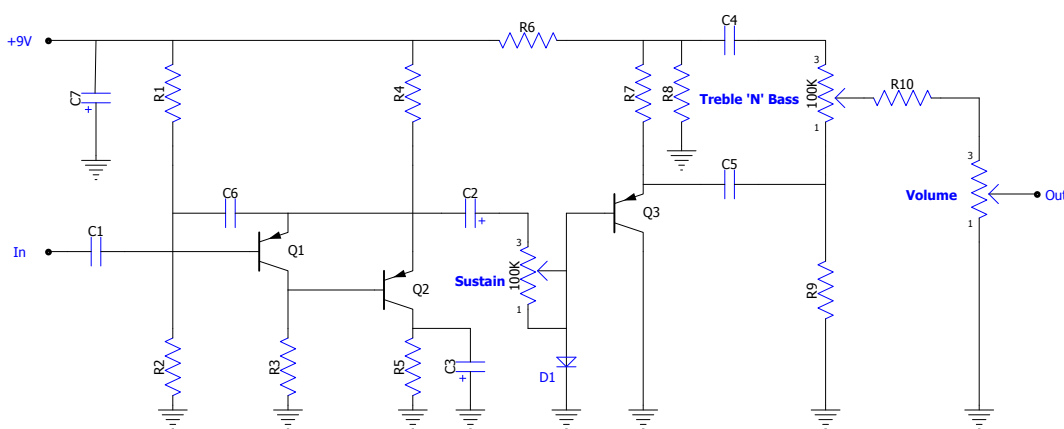 C4
R6
+9V
3
C7
R1
R4
R7
R8
Treble 'N' Bass
100K
R10
1
C5
3
C6
C2
Volume
Out
Q3
C1
In
Q1
3
1
Sustain
100K
Q2
R9
1
R2
R3
R5
C3
D1